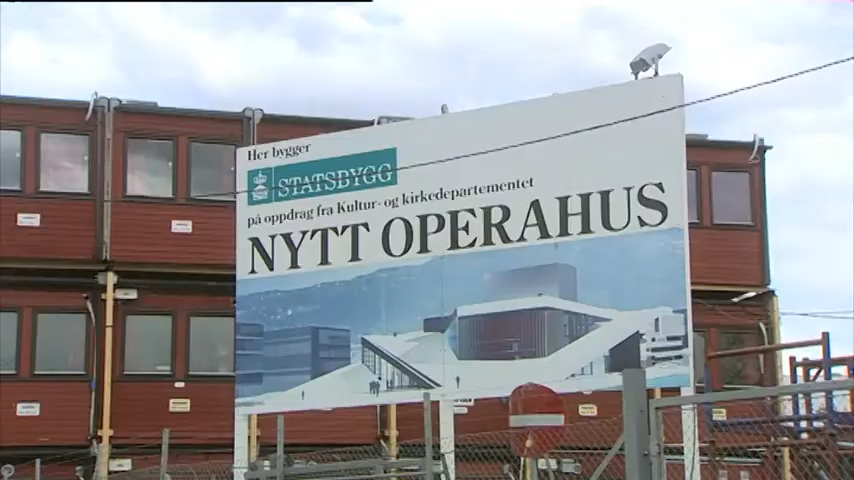 Her bygger
STATSBYGG
på oppdrag fra Kultur- og kirkedepartementet
NYTT OPERAHUS